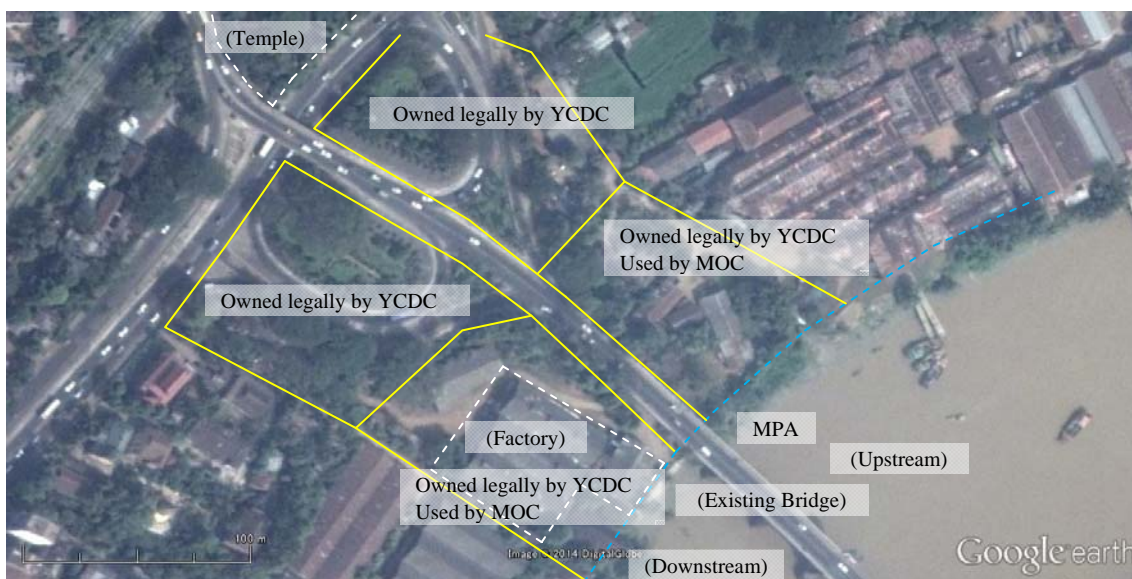 (Temple)
Owned legally by YCDC
Owned legally by YCDC
Used by MOC
Owned legally by YCDC
(Factory)
MPA
(Upstream)
Owned legally by YCDC
Used by MOC
(Existing Bridge)
100 m
Image © 2014 DigitalGlobe
Google earth
(Downstream)